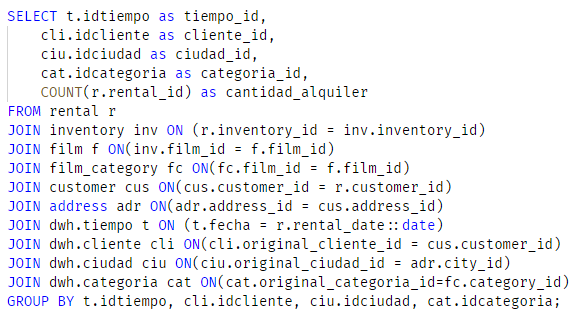 SELECT t.idtiempo as tiempo_id,
    cli.idcliente as cliente_id,
    ciu.idciudad as ciudad_id,
    cat.idcategoria as categoria_id,
    COUNT(r.rental_id) as cantidad_alquiler
FROM rental r
JOIN inventory inv ON (r.inventory_id = inv.inventory_id)
JOIN film f ON(inv.film_id = f.film_id)
JOIN film_category fc ON(fc.film_id = f.film_id)
JOIN customer cus ON(cus.customer_id = r.customer_id)
JOIN address adr ON(adr.address_id = cus.address_id)
JOIN dwh.tiempo t ON (t.fecha = r.rental_date::date)
JOIN dwh.cliente cli ON(cli.original_cliente_id = cus.customer_id)
JOIN dwh.ciudad ciu ON(ciu.original_ciudad_id = adr.city_id)
JOIN dwh.categoria cat ON(cat.original_categoria_id=fc.category_id)
GROUP BY t.idtiempo, cli.idcliente, ciu.idciudad, cat.idcategoria;